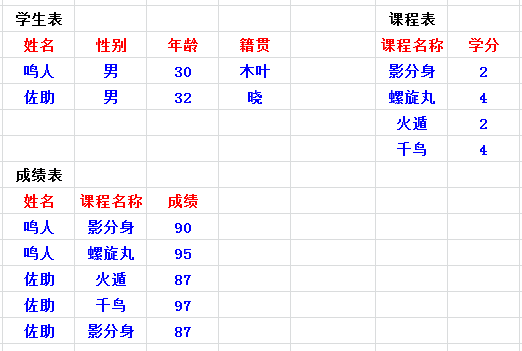 学生表 课程表
姓名 性别 年龄 籍贯 课程名称 学分
鸣人 男 30 木叶 影分身 2
佐助 男 32 晓 螺旋丸 4
火遁 2
千鸟 4
成绩表
姓名 课程名称 成绩
鸣人 影分身 90
鸣人 螺旋丸 95
佐助 火遁 87
佐助 千鸟 97
佐助 影分身 87